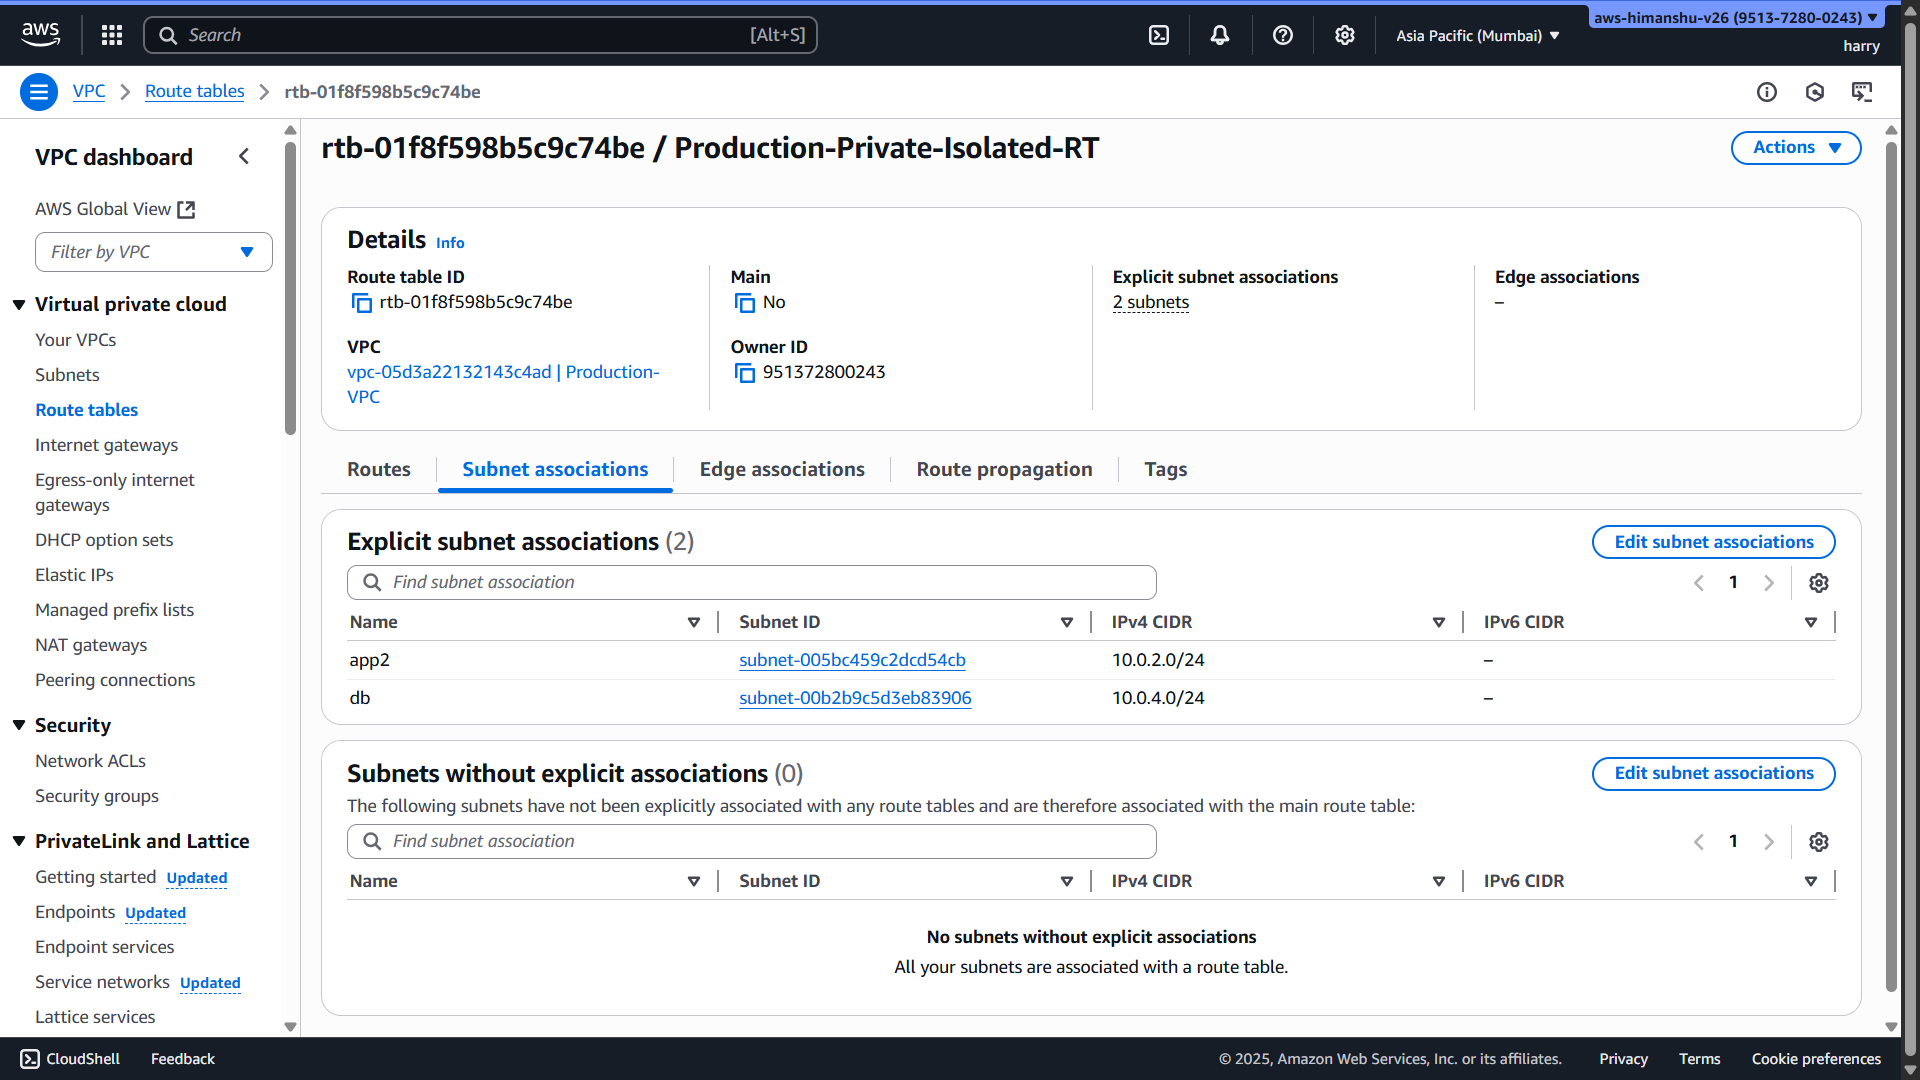 aws
Search [Alt+S]
Asia Pacific (Mumbai)
aws-himanshu-v26 (9513-7280-0243)
harry
VPC
Route tables
rtb-01f8f598b5c9c74be
VPC dashboard
AWS Global View
Filter by VPC
Virtual private cloud
Your VPCs
Subnets
Route tables
Internet gateways
Egress-only internet
gateways
DHCP option sets
Elastic IPs
Managed prefix lists
NAT gateways
Peering connections
Security
Network ACLs
Security groups
PrivateLink and Lattice
Getting started Updated
Endpoints Updated
Endpoint services
Service networks Updated
Lattice services
rtb-01f8f598b5c9c74be / Production-Private-Isolated-RT
Actions
Details Info
Route table ID
rtb-01f8f598b5c9c74be
VPC
vpc-05d3a22132143c4ad | Production-
VPC
Main
No
Owner ID
951372800243
Explicit subnet associations
2 subnets
Edge associations
–
Routes
Subnet associations
Edge associations
Route propagation
Tags
Explicit subnet associations (2)
Edit subnet associations
Find subnet association
1
Name Subnet ID IPv4 CIDR IPv6 CIDR
app2 subnet-005bc459c2dcd54cb 10.0.2.0/24 –
db subnet-00b2b9c5d3eb83906 10.0.4.0/24 –
Subnets without explicit associations (0)
Edit subnet associations
The following subnets have not been explicitly associated with any route tables and are therefore associated with the main route table:
Find subnet association
1
Name Subnet ID IPv4 CIDR IPv6 CIDR
No subnets without explicit associations
All your subnets are associated with a route table.
CloudShell
Feedback
© 2025, Amazon Web Services, Inc. or its affiliates.
Privacy
Terms
Cookie preferences